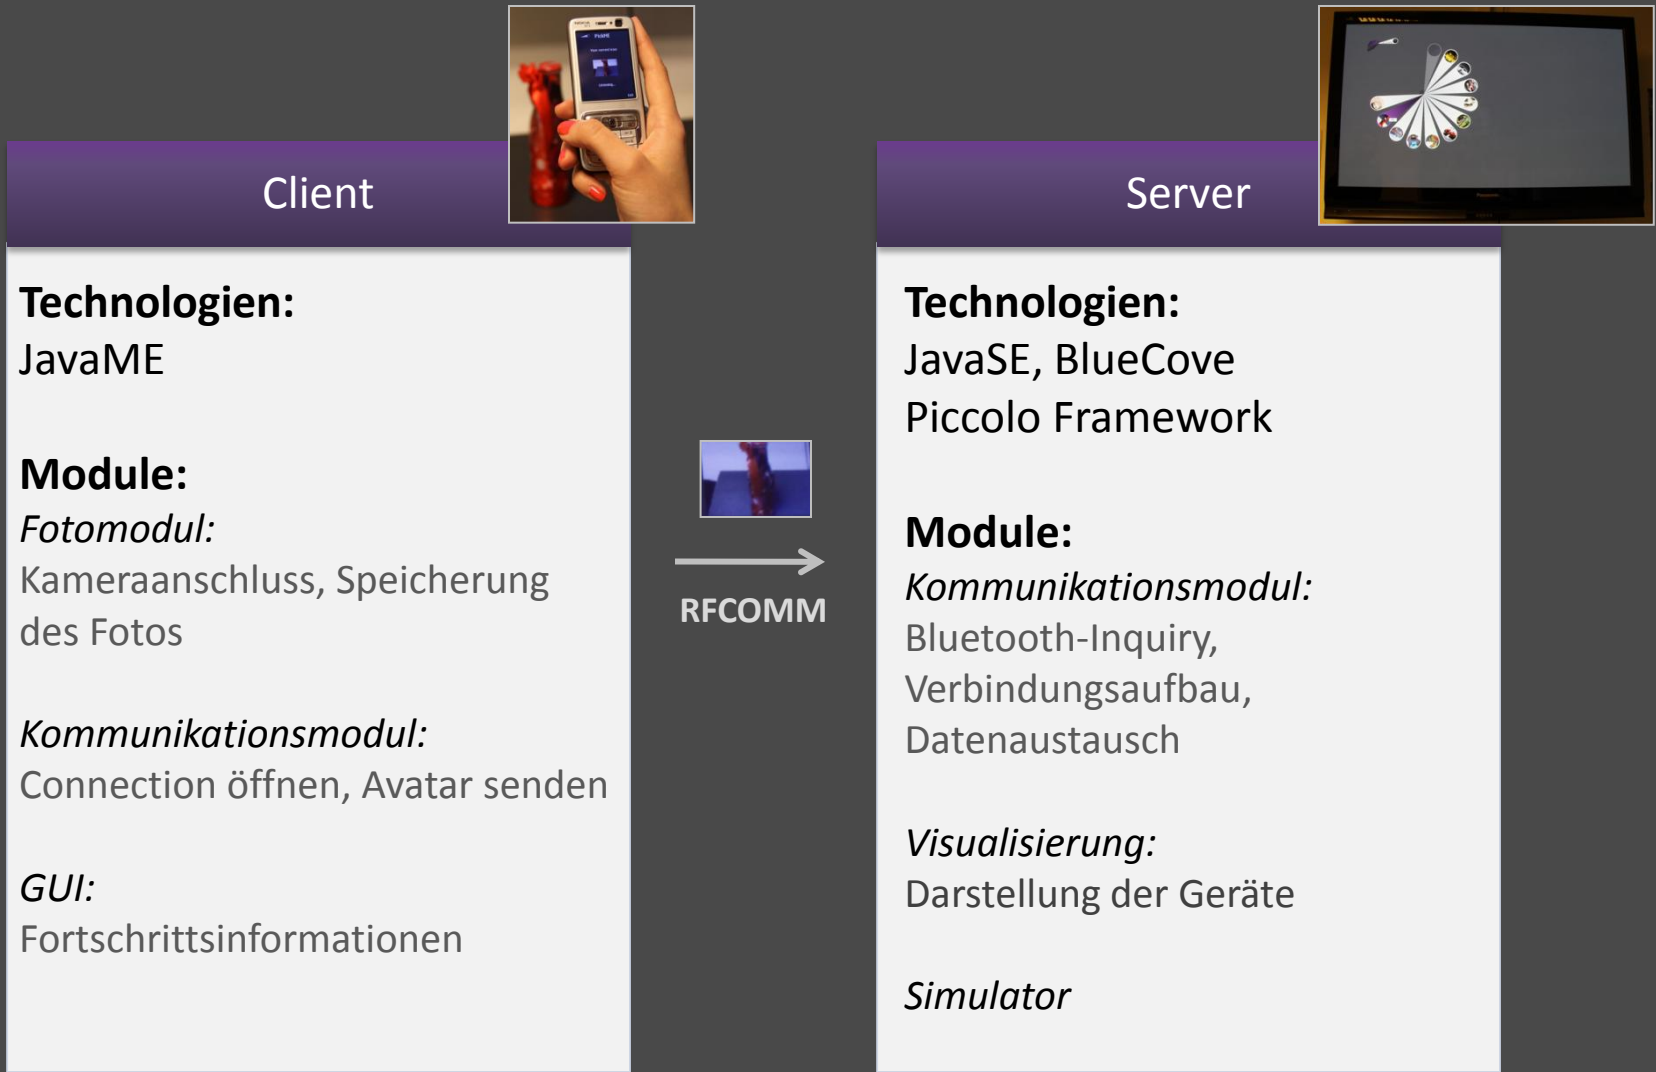 Client
Technologien:
JavaME
Module:
Fotomodul:
Kameraanschluss, Speicherung
des Fotos
Kommunikationsmodul:
Connection öffnen, Avatar senden
GUI:
Fortschrittsinformationen
RFCOMM
Server
Technologien:
JavaSE, BlueCove
Piccolo Framework
Module:
Kommunikationsmodul:
Bluetooth-Inquiry,
Verbindungsaufbau,
Datenaustausch
Visualisierung:
Darstellung der Geräte
Simulator